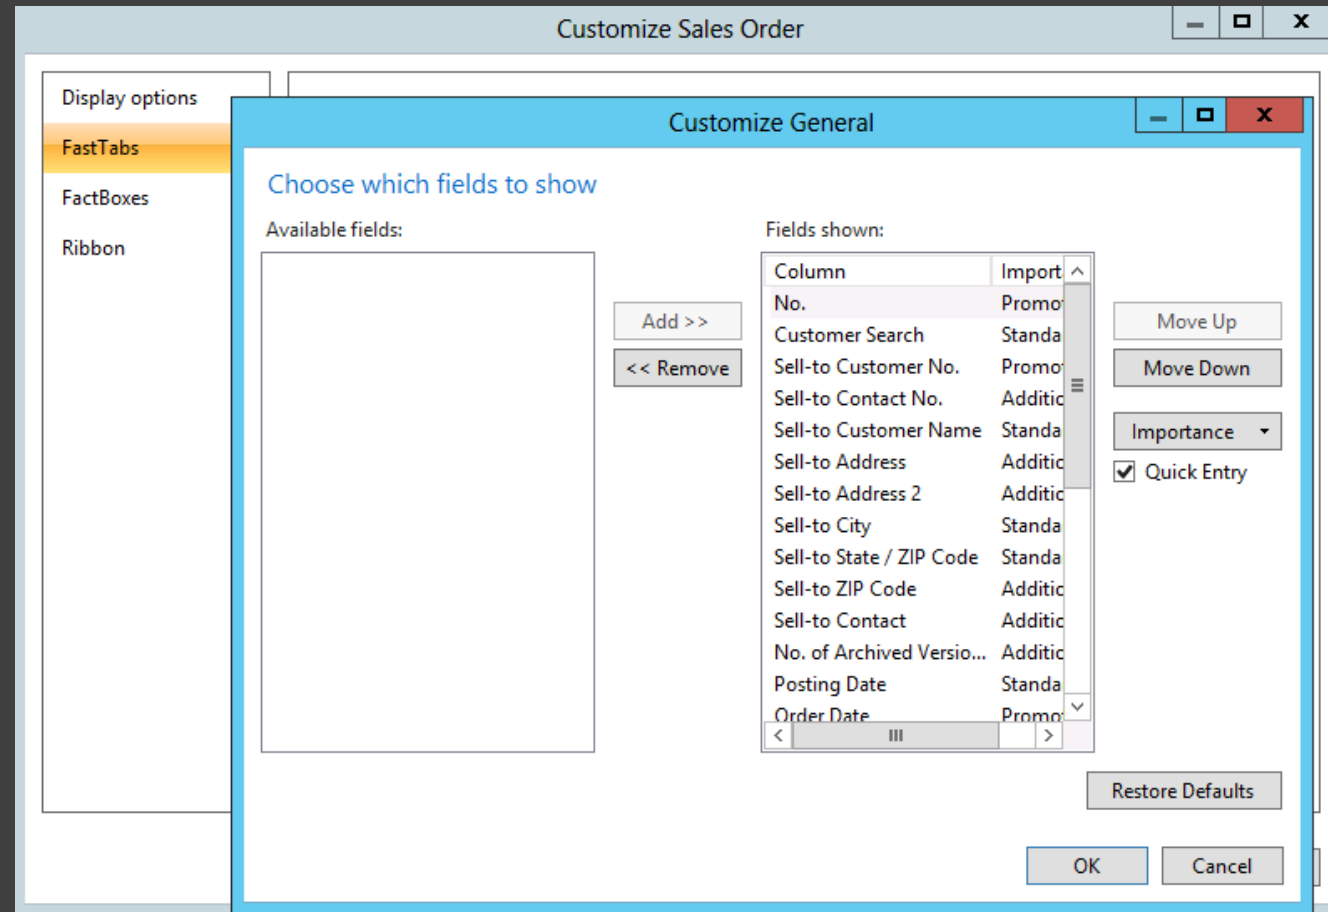 Customize Sales Order
Display options
FastTabs
FactBoxes
Ribbon
Customize General
Choose which fields to show
Available fields:
Add >>
<< Remove
Fields shown:
Column Import
No. Promo
Customer Search Standa
Sell-to Customer No. Promo
Sell-to Contact No. Additic
Sell-to Customer Name Standa
Sell-to Address Additic
Sell-to Address 2 Additic
Sell-to City Standa
Sell-to State / ZIP Code Standa
Sell-to ZIP Code Additic
Sell-to Contact Additic
No. of Archived Versio... Additic
Posting Date Standa
Order Date Promo
Move Up
Move Down
Importance
Quick Entry
Restore Defaults
OK Cancel